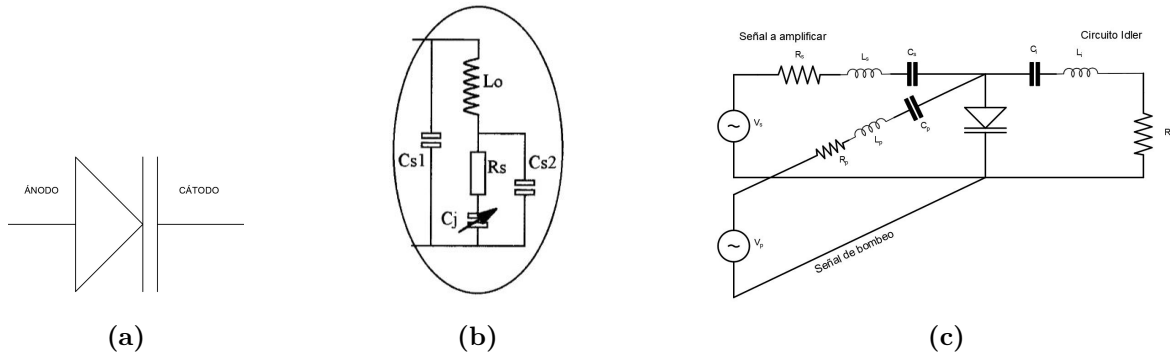 ÁNODO
CÁTODO
(a)
Lo
Cs1
Rs
Cs2
Cj
(b)
Señal a amplificar
Circuito Idler
Rs
Ls
Cs
Ci
Li
Vs
Cp
Lp
Rp
R
Vp
Señal de bombeo
(c)